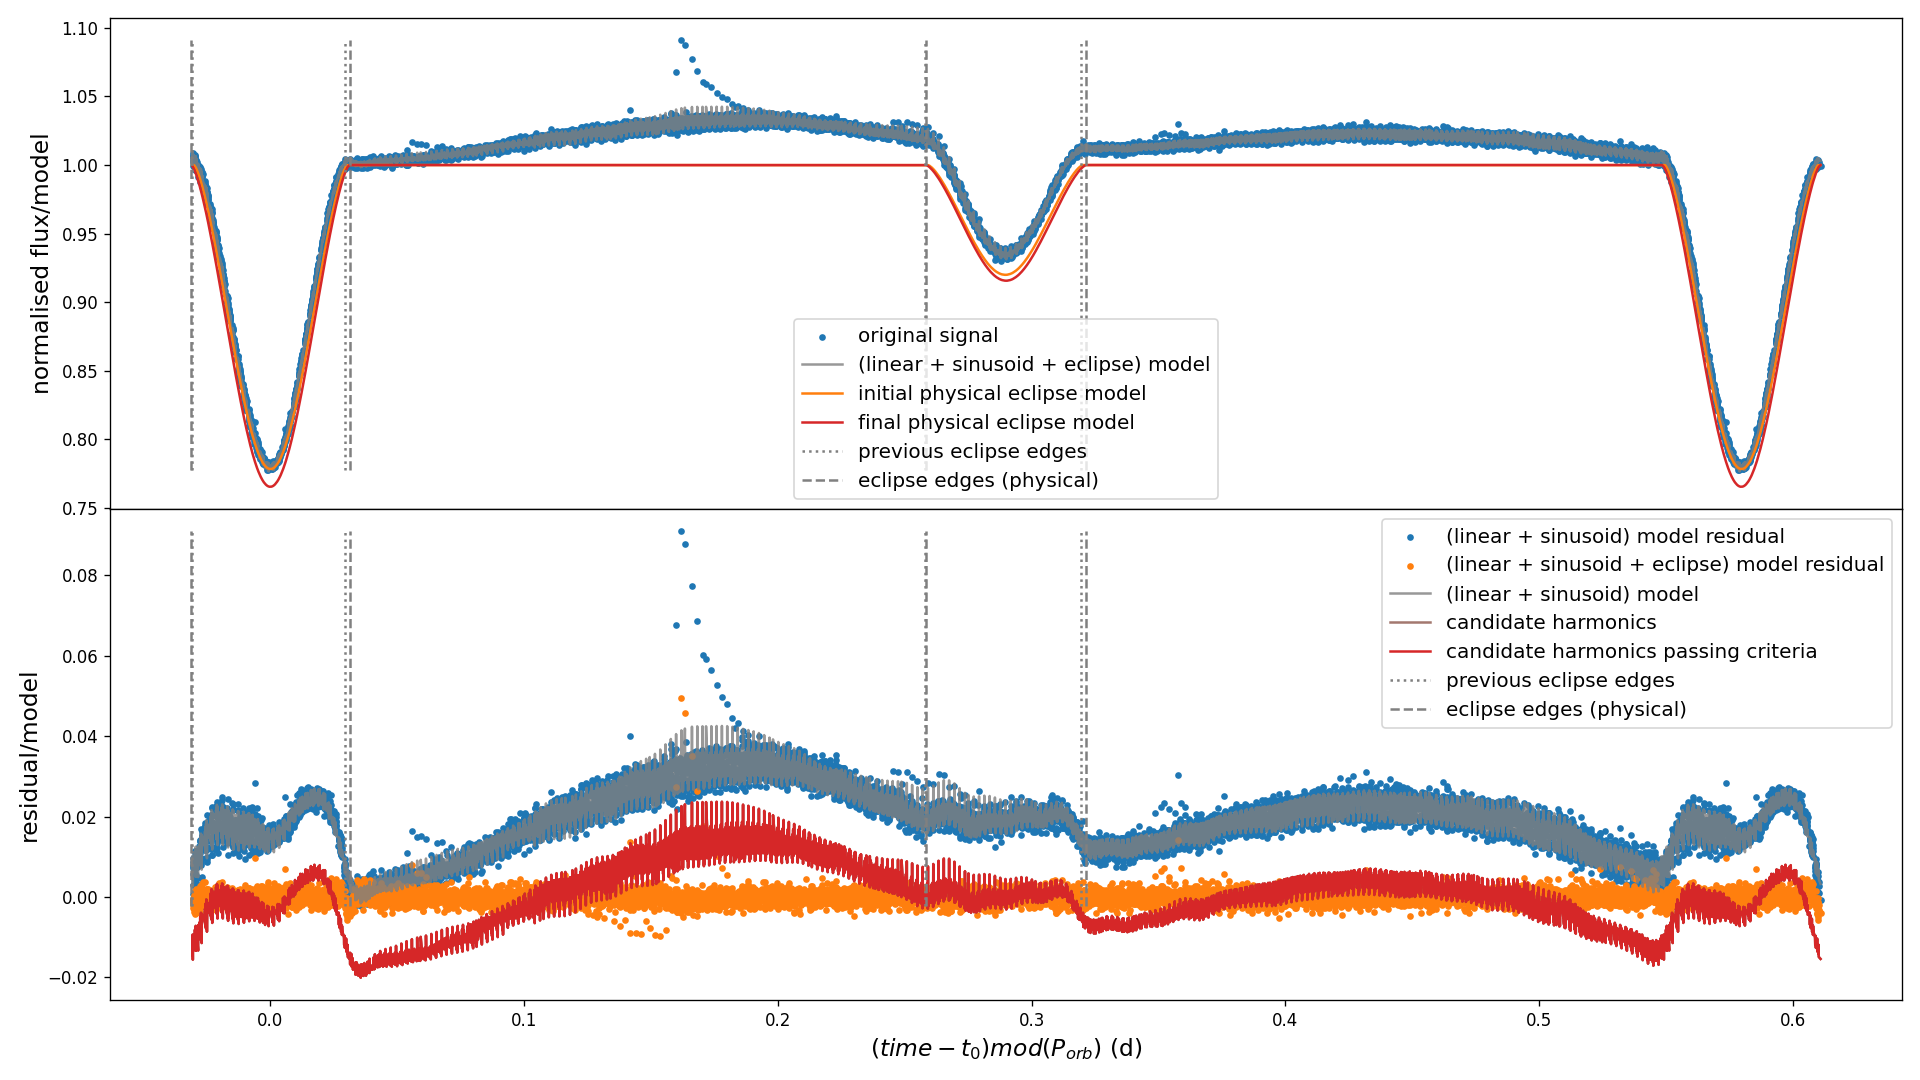 1.10
1.05
1.00
0.95
0.90
0.85
0.80
0.75
normalised flux/model
original signal
(linear + sinusoid + eclipse) model
initial physical eclipse model
final physical eclipse model
previous eclipse edges
eclipse edges (physical)
0.08
0.06
0.04
0.02
0.00
−0.02
residual/model
(linear + sinusoid) model residual
(linear + sinusoid + eclipse) model residual
(linear + sinusoid) model
candidate harmonics
candidate harmonics passing criteria
previous eclipse edges
eclipse edges (physical)
0.0 0.1 0.2 0.3 0.4 0.5 0.6
(time − t0)mod(Porb) (d)